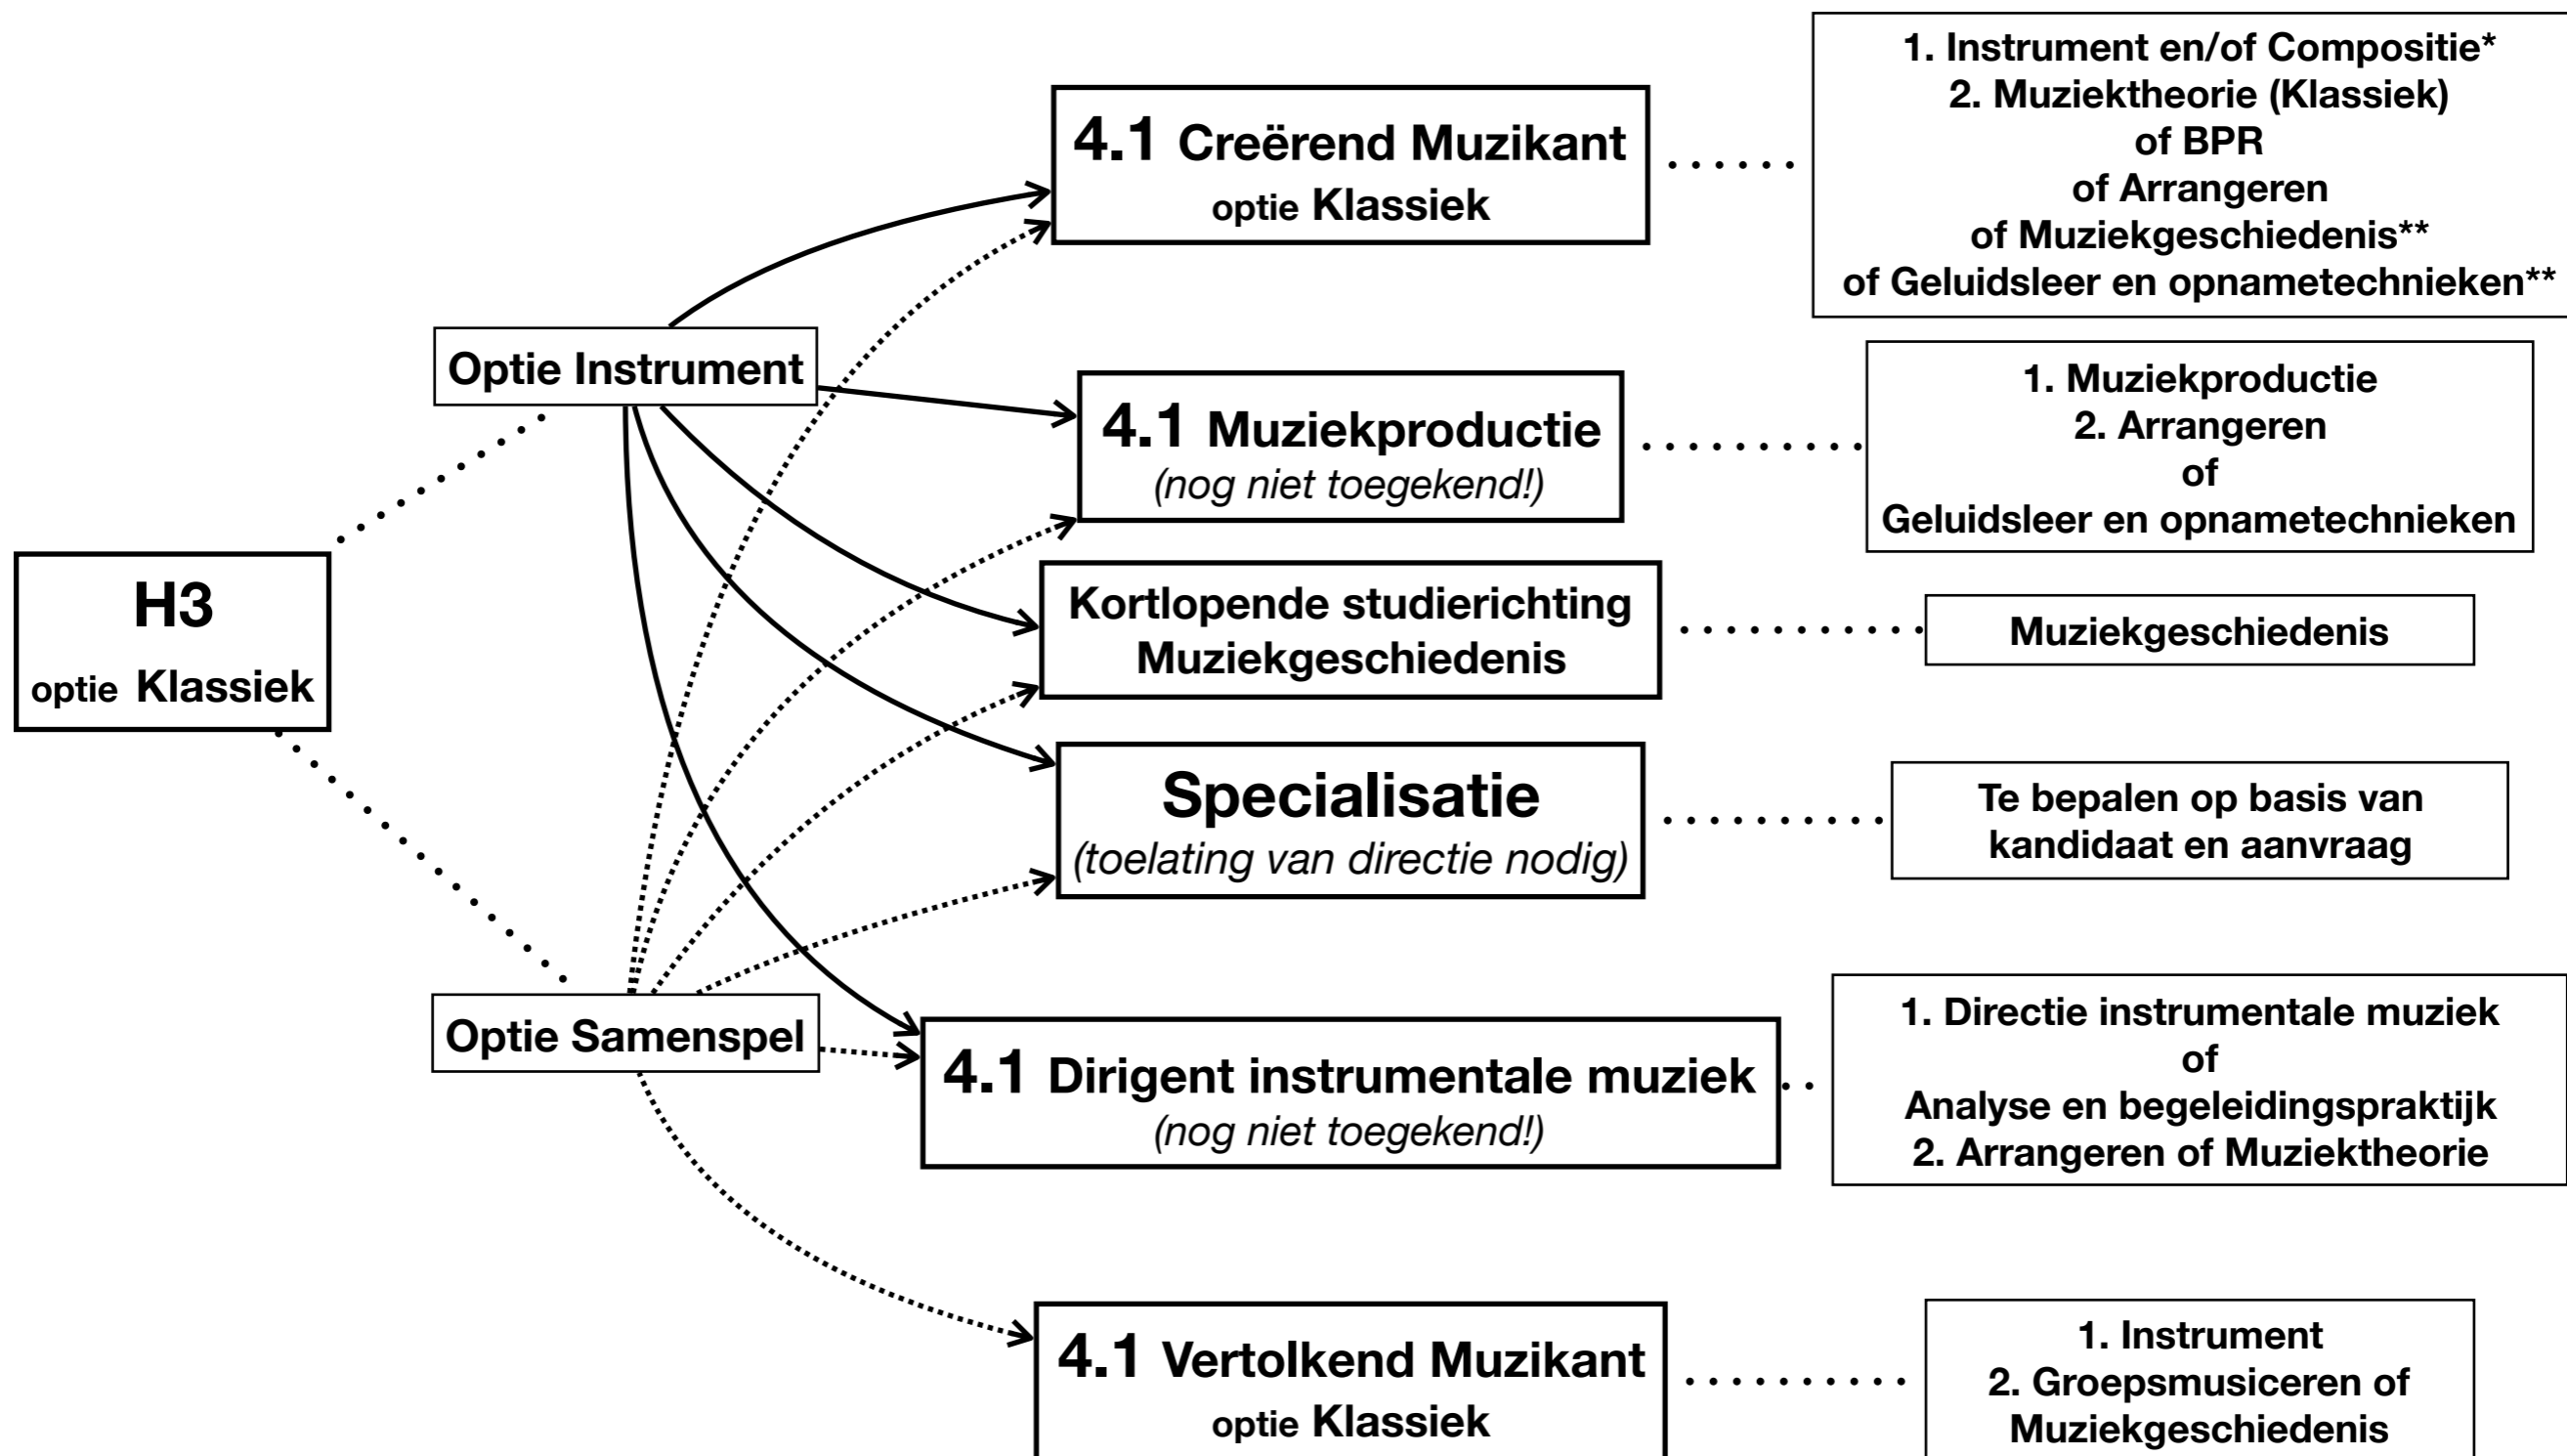 H3
optie Klassiek
Optie Instrument
Optie Samenspel
4.1 Creërend Muzikant
optie Klassiek
1. Instrument en/of Compositie*
2. Muziektheorie (Klassiek)
of BPR
of Arrangeren
of Muziekgeschiedenis**
of Geluidsleer en opnametechnieken**
4.1 Muziekproductie
(nog niet toegekend!)
1. Muziekproductie
2. Arrangeren
of
Geluidsleer en opnametechnieken
Kortlopende studierichting
Muziekgeschiedenis
Muziekgeschiedenis
Specialisatie
(toelating van directie nodig)
Te bepalen op basis van
kandidaat en aanvraag
4.1 Dirigent instrumentale muziek
(nog niet toegekend!)
1. Directie instrumentale muziek
of
Analyse en begeleidingspraktijk
2. Arrangeren of Muziektheorie
4.1 Vertolkend Muzikant
optie Klassiek
1. Instrument
2. Groepsmusiceren of
Muziekgeschiedenis